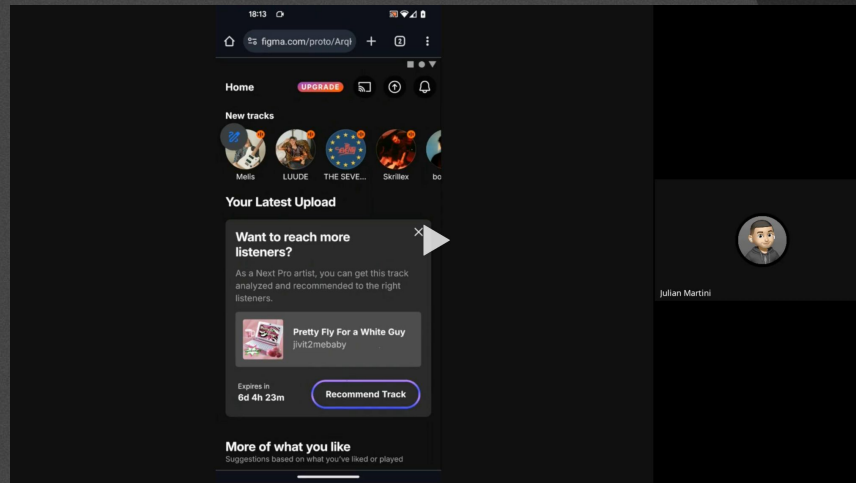 18:13
figma.com/proto/Arqk
2
Home
UPGRADE
New tracks
Melis
LUUDE
THE SEVE...
Skrillex
bo
Your Latest Upload
Want to reach more
listeners?
As a Next Pro artist, you can get this track
analyzed and recommended to the right
listeners.
Pretty Fly For a White Guy
jivit2mebaby
Expires in
6d 4h 23m
Recommend Track
More of what you like
Suggestions based on what you've liked or played
Julian Martini